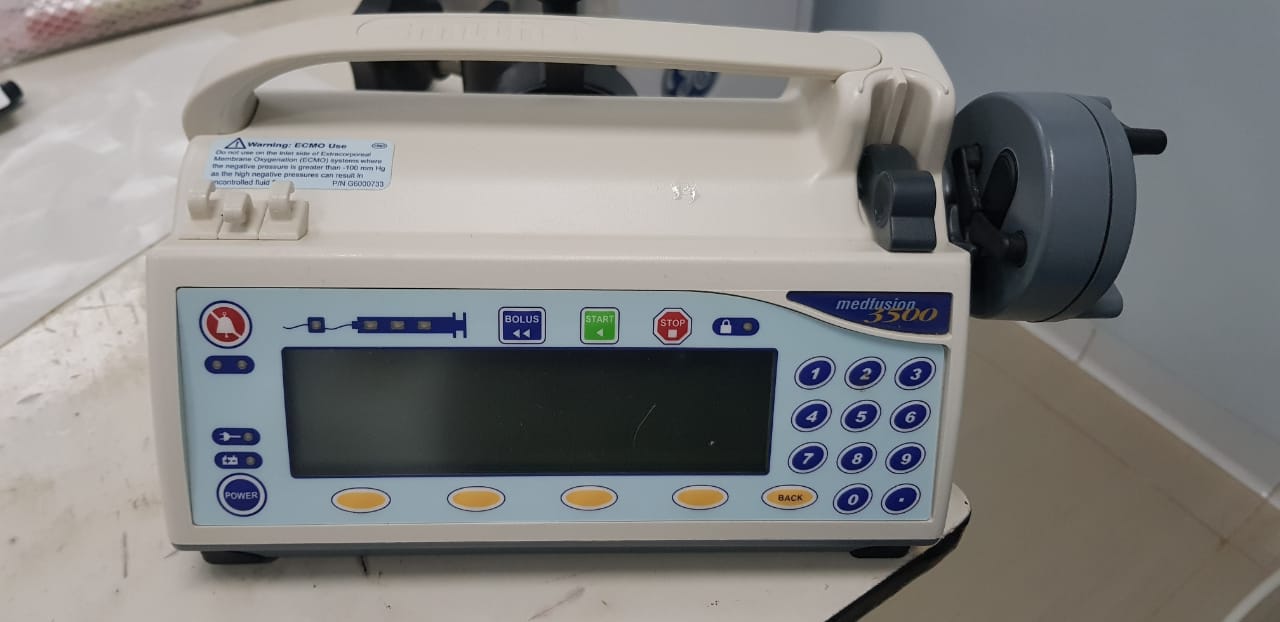 Warning: ECMO Use
Do not use on the inlet side of Extracorporeal
Membrane Oxygenation (ECMO) systems where
the negative pressure is greater than -100 mm Hg
as the high negative pressures can result in
uncontrolled fluid
P/N G6000733
medfusion
3500
BOLUS
START
STOP
1 2 3
4 5 6
7 8 9
POWER
BACK
0 .